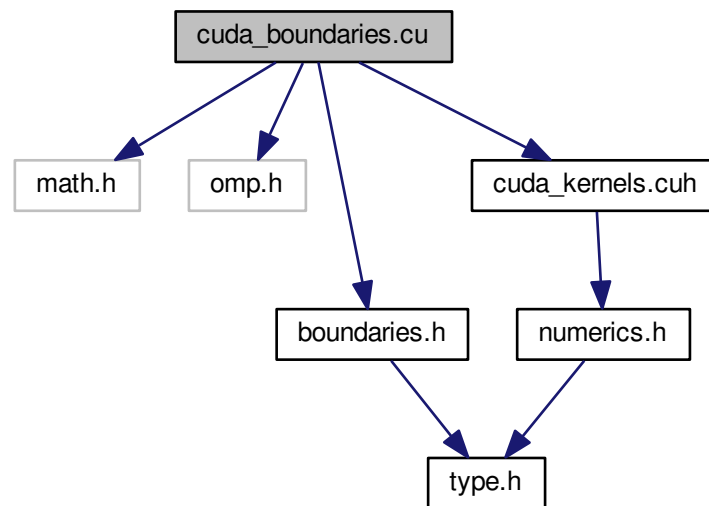 cuda_boundaries.cu
math.h
omp.h
cuda_kernels.cuh
boundaries.h
numerics.h
type.h